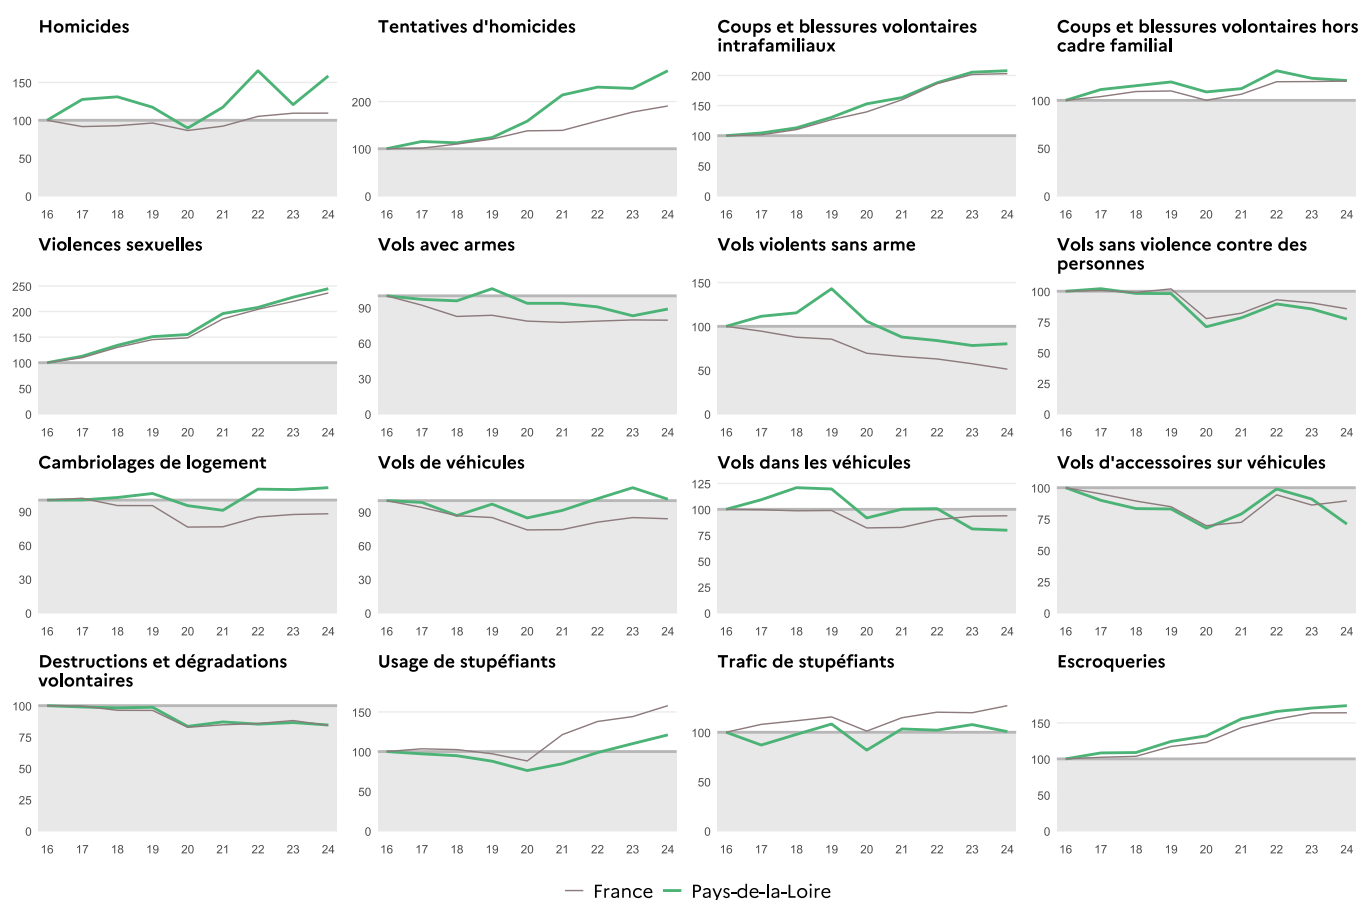 Homicides
150
100
50
0
16 17 18 19 20 21 22 23 24
Tentatives d'homicides
200
100
0
16 17 18 19 20 21 22 23 24
Coups et blessures volontaires
intrafamiliaux
200
150
100
50
0
16 17 18 19 20 21 22 23 24
Coups et blessures volontaires hors
cadre familial
100
50
0
16 17 18 19 20 21 22 23 24
Violences sexuelles
250
200
150
100
50
0
16 17 18 19 20 21 22 23 24
Vols avec armes
90
60
30
0
16 17 18 19 20 21 22 23 24
Vols violents sans arme
150
100
50
0
16 17 18 19 20 21 22 23 24
Vols sans violence contre des
personnes
100
75
50
25
0
16 17 18 19 20 21 22 23 24
Cambriolages de logement
90
60
30
0
16 17 18 19 20 21 22 23 24
Vols de véhicules
90
60
30
0
16 17 18 19 20 21 22 23 24
Vols dans les véhicules
125
100
75
50
25
0
16 17 18 19 20 21 22 23 24
Vols d'accessoires sur véhicules
100
75
50
25
0
16 17 18 19 20 21 22 23 24
Destructions et dégradations
volontaires
100
75
50
25
0
16 17 18 19 20 21 22 23 24
Usage de stupéfiants
150
100
50
0
16 17 18 19 20 21 22 23 24
Trafic de stupéfiants
100
50
0
16 17 18 19 20 21 22 23 24
Escroqueries
150
100
50
0
16 17 18 19 20 21 22 23 24
France Pays-de-la-Loire